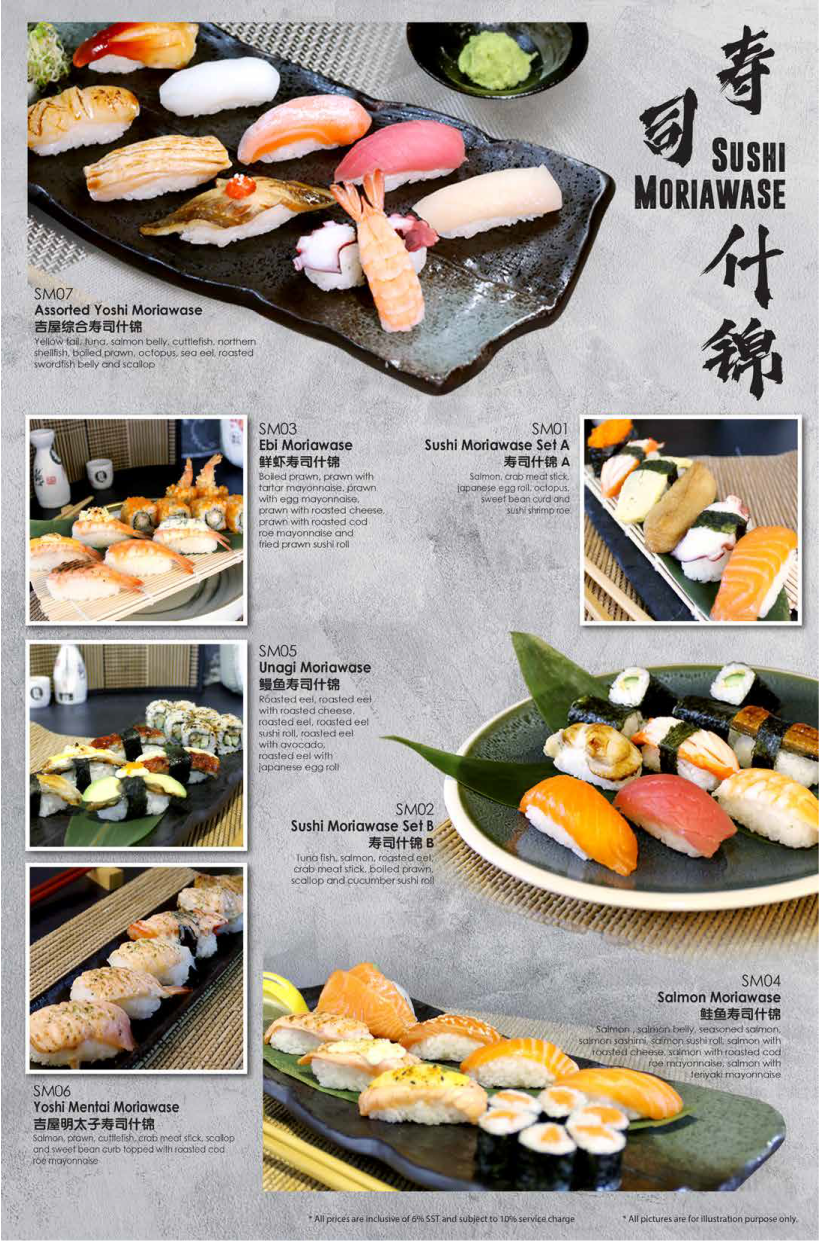 寿司
SUSHI
MORIAWASE
什锦
SM07
Assorted Yoshi Moriawase
吉屋综合寿司什锦
Yellow tail, tuna, salmon belly, cuttlefish, northern
shellfish, boiled prawn, octopus, sea eel, roasted
swordfish belly and scallop
SM03
Ebi Moriawase
鲜虾寿司什锦
Boiled prawn, prawn with
tartar mayonnaise, prawn
with egg mayonnaise,
prawn with roasted cheese,
prawn with roasted cod
roe mayonnaise and
fried prawn sushi roll
SM01
Sushi Moriawase Set A
寿司什锦 A
Salmon, crab meat stick,
japanese egg roll, octopus,
sweet bean curd and
sushi shrimp roe
SM05
Unagi Moriawase
鳗鱼寿司什锦
Roasted eel, roasted eel
with roasted cheese,
roasted eel, roasted eel
sushi roll, roasted eel
with avocado,
roasted eel with
japanese egg roll
SM02
Sushi Moriawase Set B
寿司什锦 B
Tuna fish, salmon, roasted eel,
crab meat stick, boiled prawn,
scallop and cucumber sushi roll
SM04
Salmon Moriawase
鲑鱼寿司什锦
Salmon , salmon belly, seasoned salmon,
salmon sashimi, salmon sushi roll, salmon with
roasted cheese, salmon with roasted cod
roe mayonnaise, salmon with
teriyaki mayonnaise
SM06
Yoshi Mentai Moriawase
吉屋明太子寿司什锦
Salmon, prawn, cuttlefish, crab meat stick, scallop
and sweet bean curb topped with roasted cod
roe mayonnaise
* All prices are inclusive of 6% SST and subject to 10% service charge
* All pictures are for illustration purpose only.